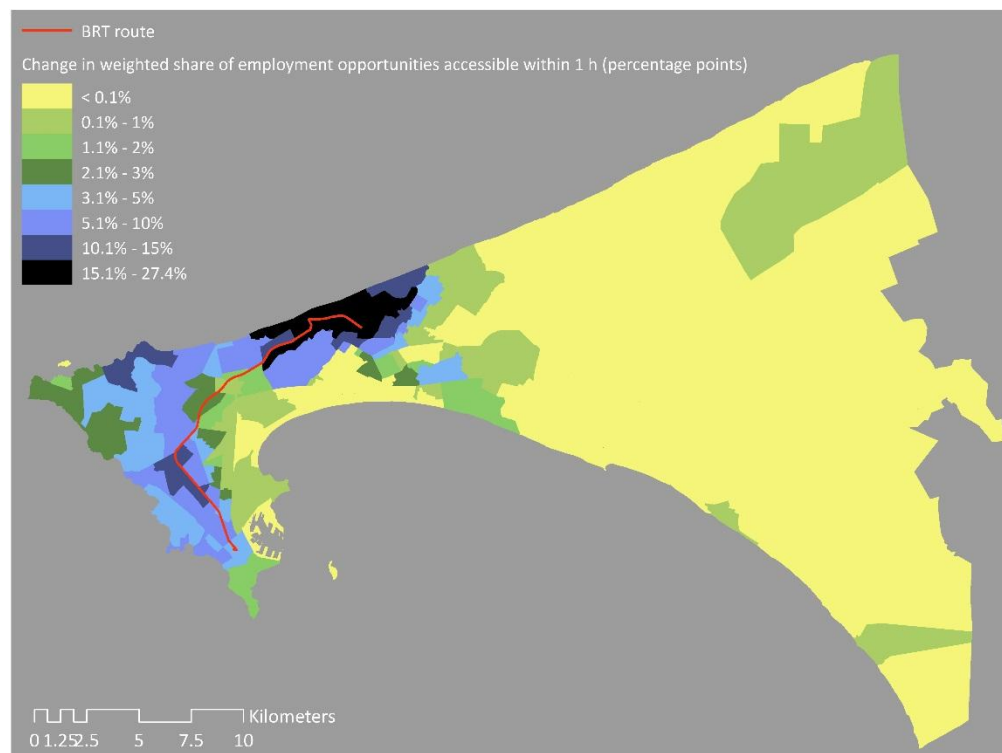 BRT route
Change in weighted share of employment opportunities accessible within 1 h (percentage points)
< 0.1%
0.1% - 1%
1.1% - 2%
2.1% - 3%
3.1% - 5%
5.1% - 10%
10.1% - 15%
15.1% - 27.4%
Kilometers
0 1.25 2.5 5 7.5 10